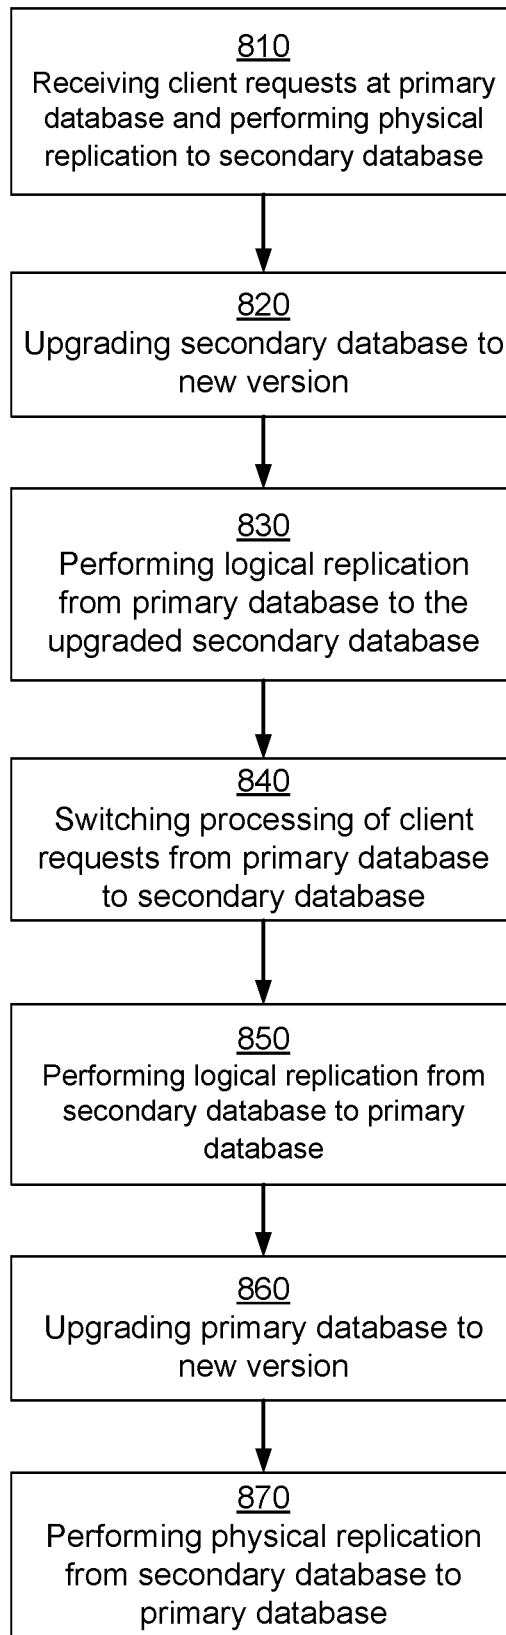 810
Receiving client requests at primary
database and performing physical
replication to secondary database
820
Upgrading secondary database to
new version
830
Performing logical replication
from primary database to the
upgraded secondary database
840
Switching processing of client
requests from primary database
to secondary database
850
Performing logical replication from
secondary database to primary
database
860
Upgrading primary database to
new version
870
Performing physical replication
from secondary database to
primary database